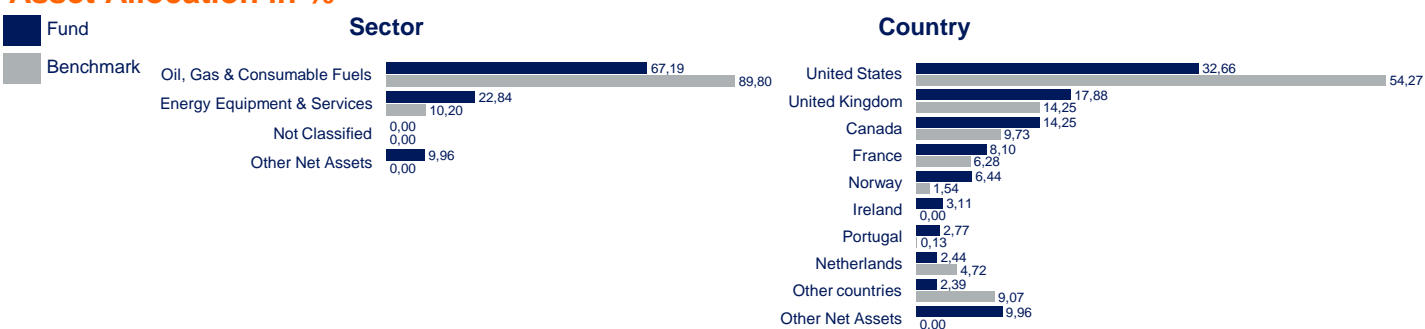 Asset Allocation in %
Fund
Benchmark
Sector
Oil, Gas & Consumable Fuels 67,19 89,80
Energy Equipment & Services 22,84 10,20
Not Classified 0,00 0,00
Other Net Assets 9,96 0,00
Country
United States 32,66 54,27
United Kingdom 17,88 14,25
Canada 14,25 9,73
France 8,10 6,28
Norway 6,44 1,54
Ireland 3,11 0,00
Portugal 2,77 0,13
Netherlands 2,44 4,72
Other countries 2,39 9,07
Other Net Assets 9,96 0,00